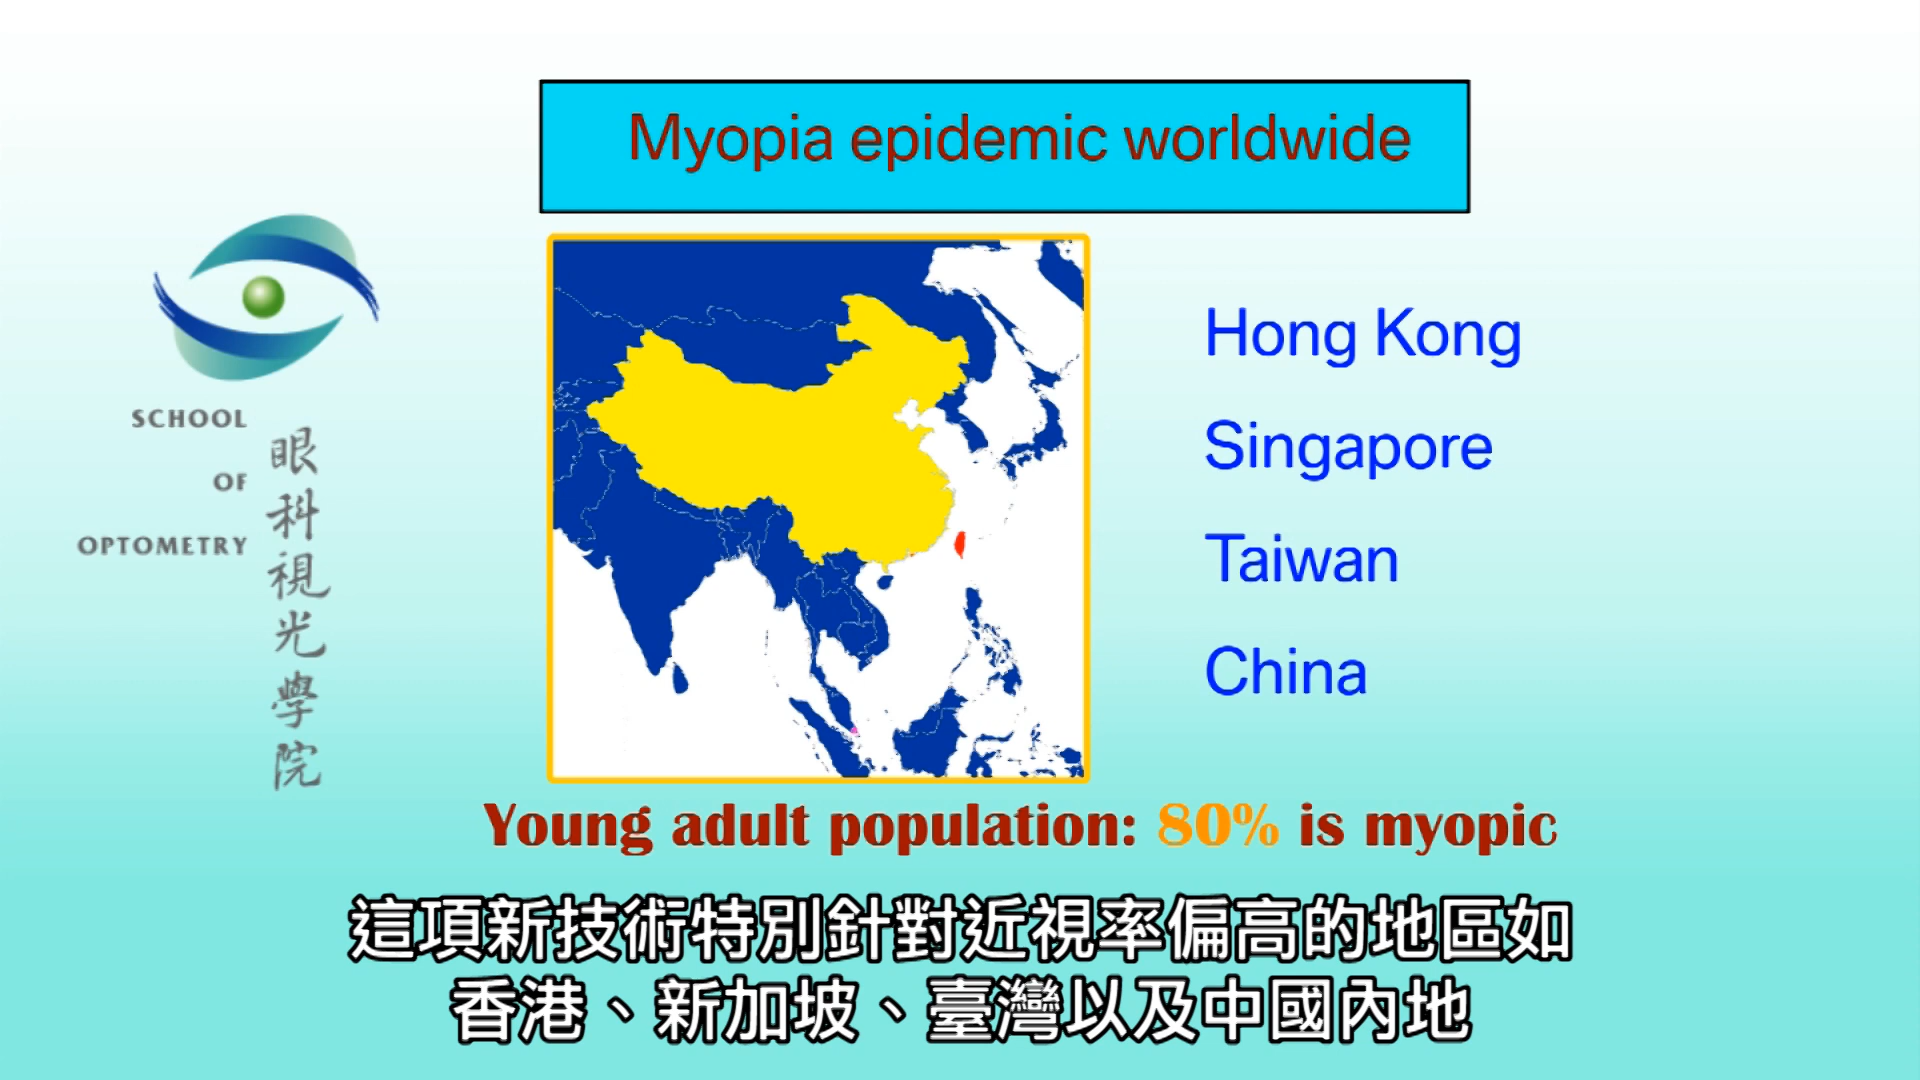 Myopia epidemic worldwide
SCHOOL
OF
OPTOMETRY
眼科視光學院
Hong Kong
Singapore
Taiwan
China
Young adult population: 80% is myopic
這項新技術特別針對近視率偏高的地區如
香港、新加坡、臺灣以及中國內地